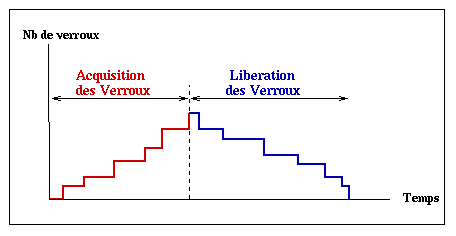 Nb de verroux
Acquisition
des Verroux
Liberation
des Verroux
Temps